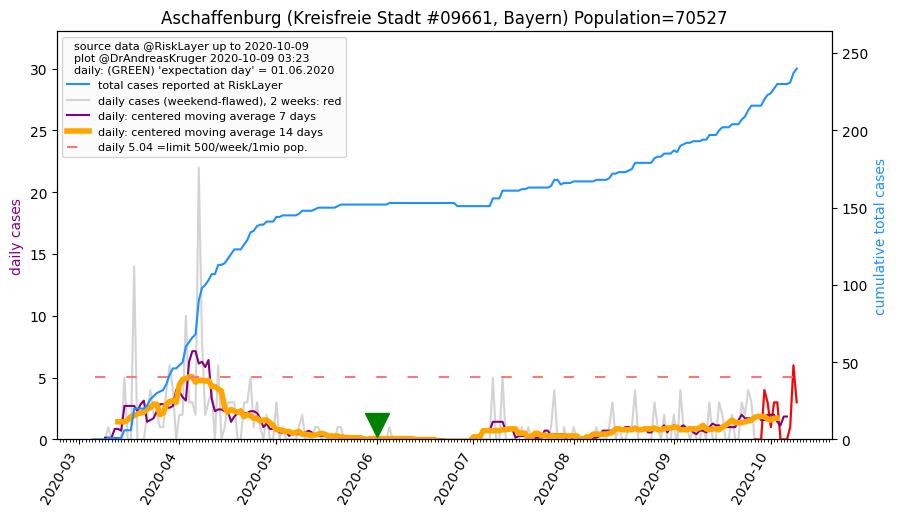 Aschaffenburg (Kreisfreie Stadt #09661, Bayern) Population=70527
source data @RiskLayer up to 2020-10-09
plot @DrAndreasKruger 2020-10-09 03:23
daily: (GREEN) 'expectation day' = 01.06.2020
total cases reported at RiskLayer
daily cases (weekend-flawed), 2 weeks: red
daily: centered moving average 7 days
daily: centered moving average 14 days
daily 5.04 =limit 500/week/1mio pop.
daily cases
30
25
20
15
10
5
0
cumulative total cases
250
200
150
100
50
0
2020-03
2020-04
2020-05
2020-06
2020-07
2020-08
2020-09
2020-10